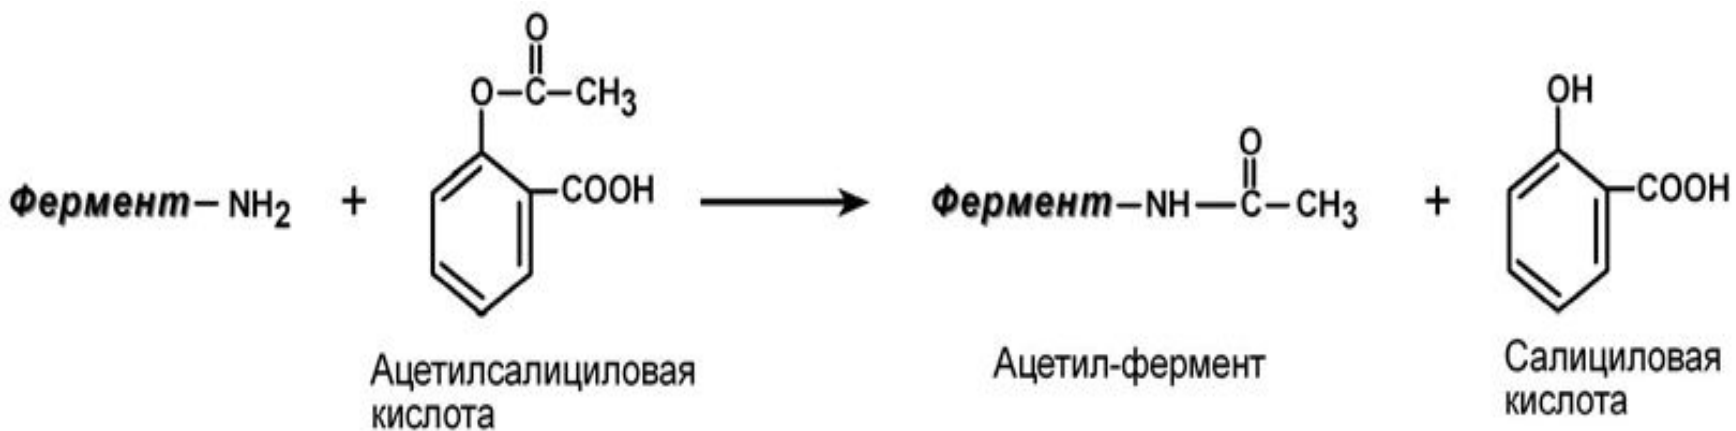 O
O–C–CH3
Фермент–NH2 + COOH
Ацетилсалициловая
кислота
O
Фермент–NH–C–CH3
Ацетил-фермент
+
OH
COOH
Салициловая
кислота